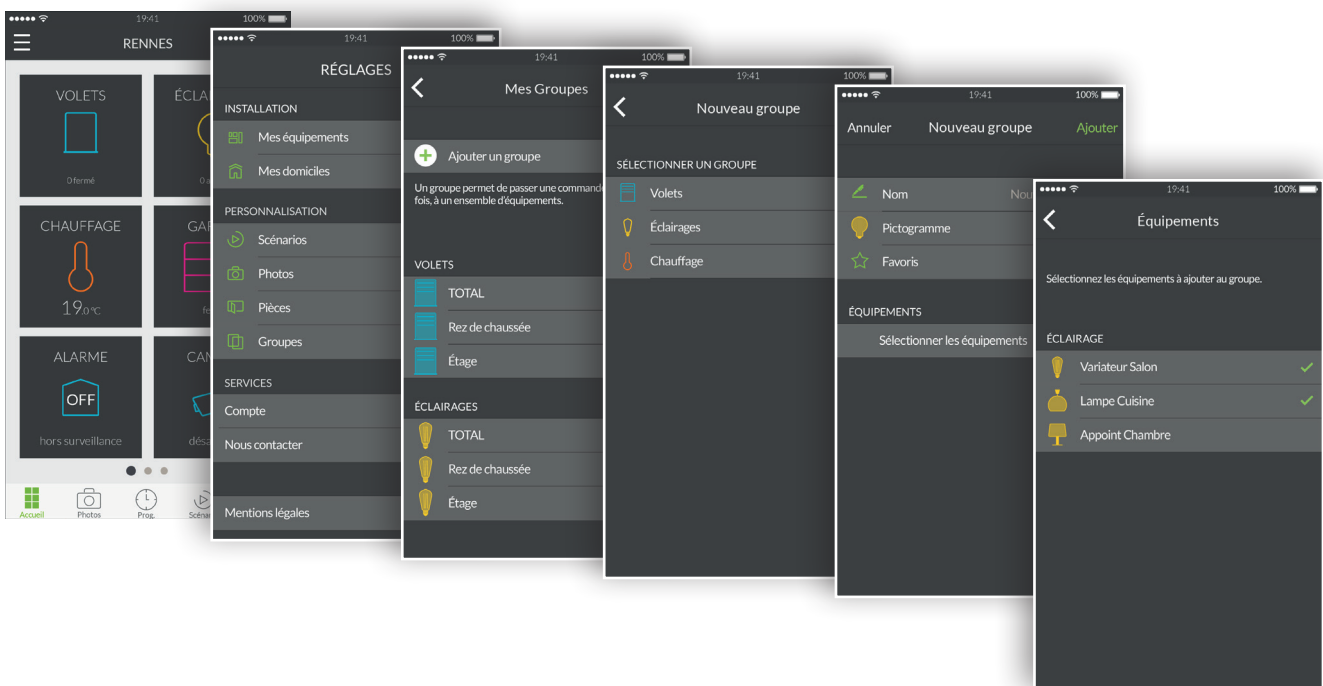 19:41
100%
RENNES
VOLETS
0 fermé
CHAUFFAGE
19.0 °C
ALARME
OFF
hors surveillance
Accueil
Photos
Prog.
19:41
100%
RÉGLAGES
INSTALLATION
Mes équipements
Mes domiciles
PERSONNALISATION
Scénarios
Photos
Pièces
Groupes
SERVICES
Compte
Nous contacter
Mentions légales
19:41
100%
Mes Groupes
Ajouter un groupe
Un groupe permet de passer une commande
fois, à un ensemble d'équipements.
VOLETS
TOTAL
Rez de chaussée
Étage
ÉCLAIRAGES
TOTAL
Rez de chaussée
Étage
19:41
100%
Nouveau groupe
SÉLECTIONNER UN GROUPE
Volets
Éclairages
Chauffage
19:41
100%
Annuler
Nouveau groupe
Ajouter
Nom
Nou
Pictogramme
Favoris
ÉQUIPEMENTS
Sélectionner les équipements
19:41
100%
Équipements
Sélectionnez les équipements à ajouter au groupe.
ÉCLAIRAGE
Variateur Salon
Lampe Cuisine
Appoint Chambre